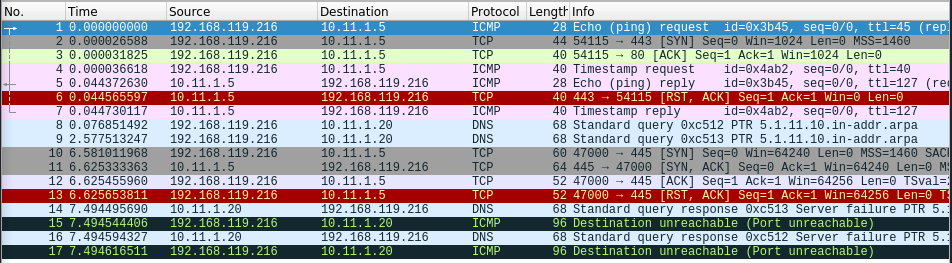 No. Time Source Destination Protocol Length Info
1 0.000000000 192.168.119.216 10.11.1.5 ICMP 28 Echo (ping) request id=0x3b45, seq=0/0, ttl=45 (rep
2 0.000026588 192.168.119.216 10.11.1.5 TCP 44 54115 → 443 [SYN] Seq=0 Win=1024 Len=0 MSS=1460
3 0.000031825 192.168.119.216 10.11.1.5 TCP 40 54115 → 80 [ACK] Seq=1 Ack=1 Win=1024 Len=0
4 0.000036618 192.168.119.216 10.11.1.5 ICMP 40 Timestamp request id=0x4ab2, seq=0/0, ttl=40
5 0.044372630 10.11.1.5 192.168.119.216 ICMP 28 Echo (ping) reply id=0x3b45, seq=0/0, ttl=127 (req
6 0.044565597 10.11.1.5 192.168.119.216 TCP 40 443 → 54115 [RST, ACK] Seq=1 Ack=1 Win=0 Len=0
7 0.044730117 10.11.1.5 192.168.119.216 ICMP 40 Timestamp reply id=0x4ab2, seq=0/0, ttl=127
8 0.076851492 192.168.119.216 10.11.1.20 DNS 68 Standard query 0xc512 PTR 5.1.11.10.in-addr.arpa
9 2.577513247 192.168.119.216 10.11.1.20 DNS 68 Standard query 0xc513 PTR 5.1.11.10.in-addr.arpa
10 6.581011968 192.168.119.216 10.11.1.5 TCP 60 47000 → 445 [SYN] Seq=0 Win=64240 Len=0 MSS=1460 SACK
11 6.625333363 10.11.1.5 192.168.119.216 TCP 64 445 → 47000 [SYN, ACK] Seq=0 Ack=1 Win=64240 Len=0 MS
12 6.625455960 192.168.119.216 10.11.1.5 TCP 52 47000 → 445 [ACK] Seq=1 Ack=1 Win=64256 Len=0 TSval=
13 6.625653811 192.168.119.216 10.11.1.5 TCP 52 47000 → 445 [RST, ACK] Seq=1 Ack=1 Win=64256 Len=0 TS
14 7.494495690 10.11.1.20 192.168.119.216 DNS 68 Standard query response 0xc513 Server failure PTR 5.1
15 7.494544406 192.168.119.216 10.11.1.20 ICMP 96 Destination unreachable (Port unreachable)
16 7.494594327 10.11.1.20 192.168.119.216 DNS 68 Standard query response 0xc512 Server failure PTR 5.1
17 7.494616511 192.168.119.216 10.11.1.20 ICMP 96 Destination unreachable (Port unreachable)